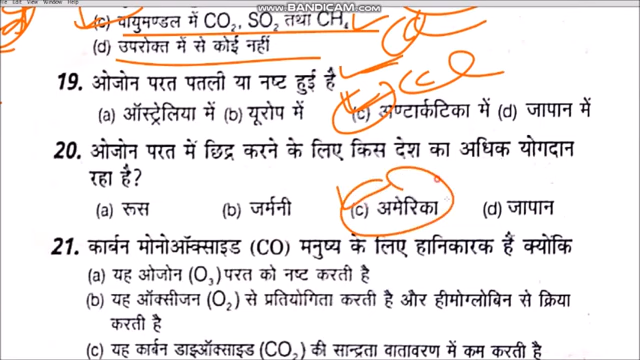 www.BANDICAM.com
(c) वायुमण्डल में CO2, SO2 तथा CH4
(d) उपरोक्त में से कोई नहीं
19. ओजोन परत पतली या नष्ट हुई है
(a) ऑस्ट्रेलिया में (b) यूरोप में (c) अण्टार्कटिका में (d) जापान में
20. ओजोन परत में छिद्र करने के लिए किस देश का अधिक योगदान
रहा है?
(a) रूस (b) जर्मनी (c) अमेरिका (d) जापान
21. कार्बन मोनोऑक्साइड (CO) मनुष्य के लिए हानिकारक हैं क्योंकि
(a) यह ओजोन (O3) परत को नष्ट करती है
(b) यह ऑक्सीजन (O2) से प्रतियोगिता करती है और हीमोग्लोबिन से क्रिया
करती है
(c) यह कार्बन डाइऑक्साइड (CO2) की सान्द्रता वातावरण में कम करती है